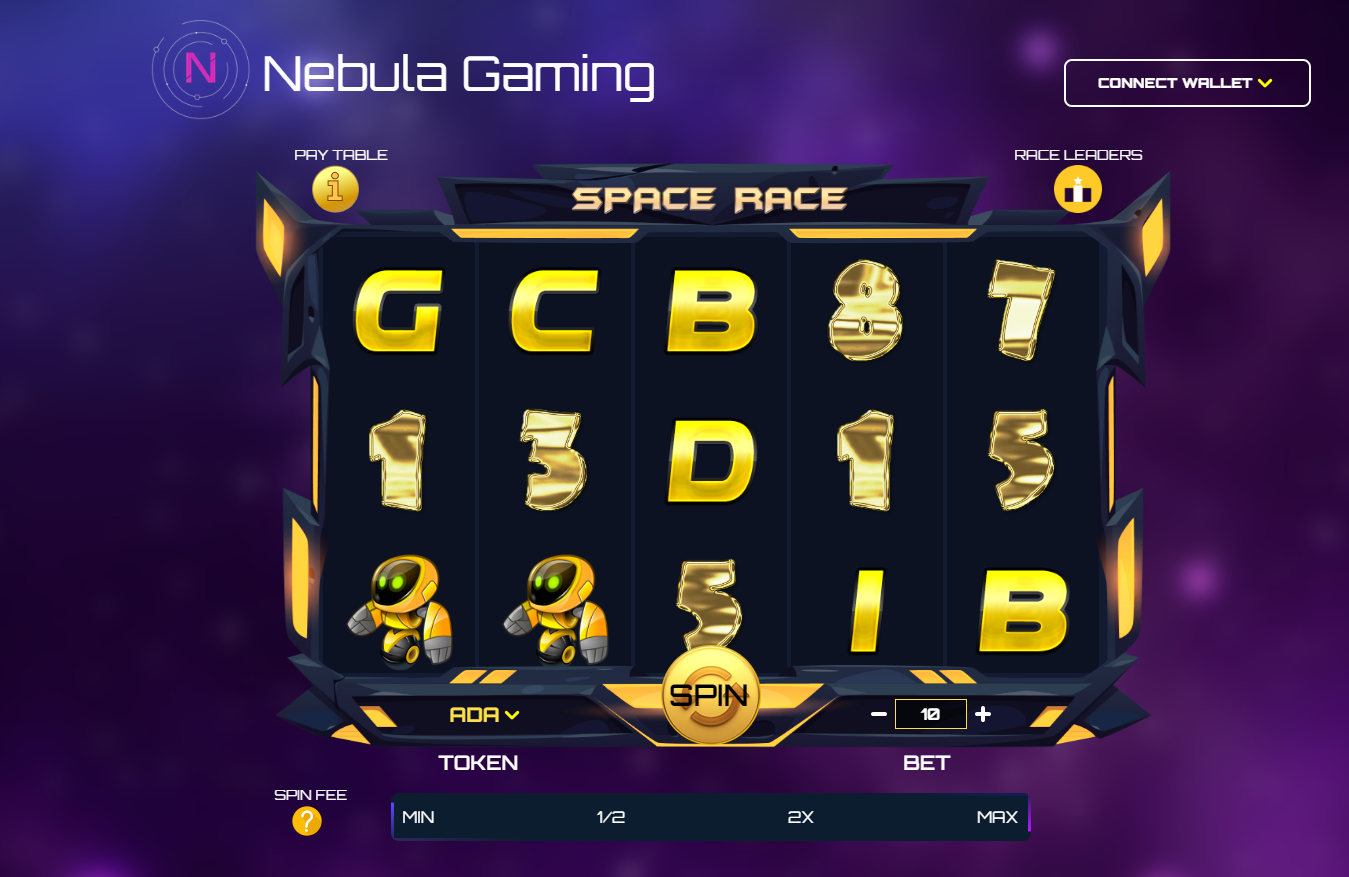 N
Nebula Gaming
CONNECT WALLET
PAY TABLE
RACE LEADERS
i
SPACE RACE
G C B 8 7
1 3 D 1 5
5 I B
SPIN
ADA
− 10 +
TOKEN
BET
SPIN FEE
?
MIN 1/2 2X MAX